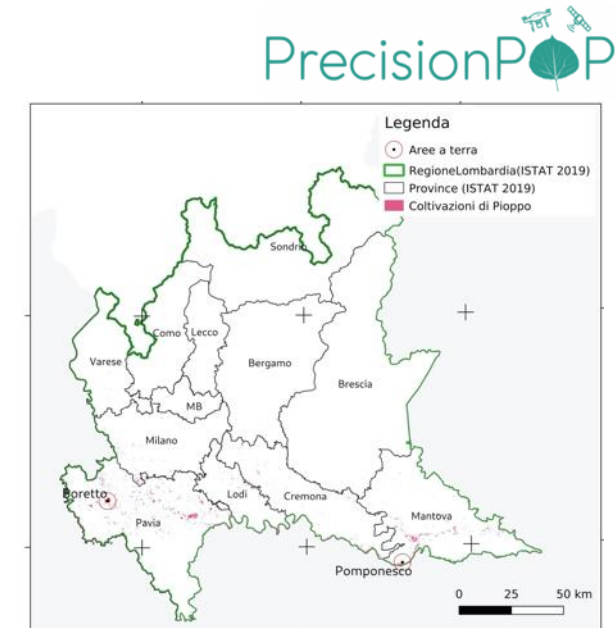 PrecisionPOP
Legenda
Aree a terra
RegioneLombardia(ISTAT 2019)
Province (ISTAT 2019)
Coltivazioni di Pioppo
Sondrio
Como
Lecco
Varese
Bergamo
Brescia
MB
Milano
Boretto
Lodi
Cremona
Pavia
Mantova
Pomponesco
0 25 50 km